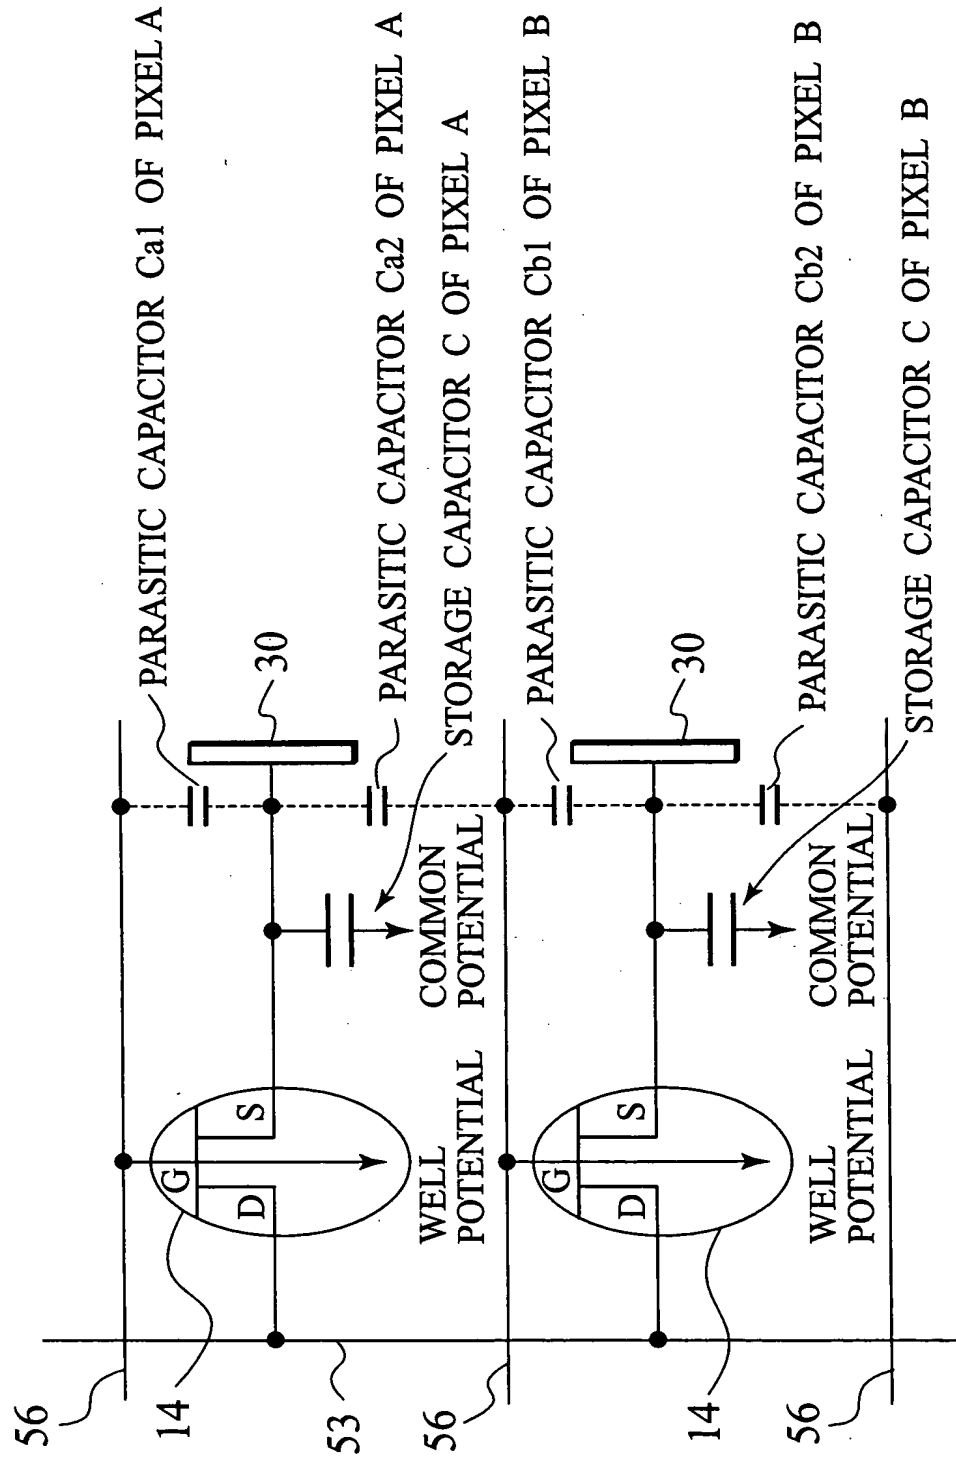 PARASITIC CAPACITOR Ca1 OF PIXEL A
30
PARASITIC CAPACITOR Ca2 OF PIXEL A
STORAGE CAPACITOR C OF PIXEL A
PARASITIC CAPACITOR Cb1 OF PIXEL B
30
PARASITIC CAPACITOR Cb2 OF PIXEL B
STORAGE CAPACITOR C OF PIXEL B
56
14
G
D
S
WELL
POTENTIAL
COMMON
POTENTIAL
53
56
G
D
S
14
WELL
POTENTIAL
COMMON
POTENTIAL
56